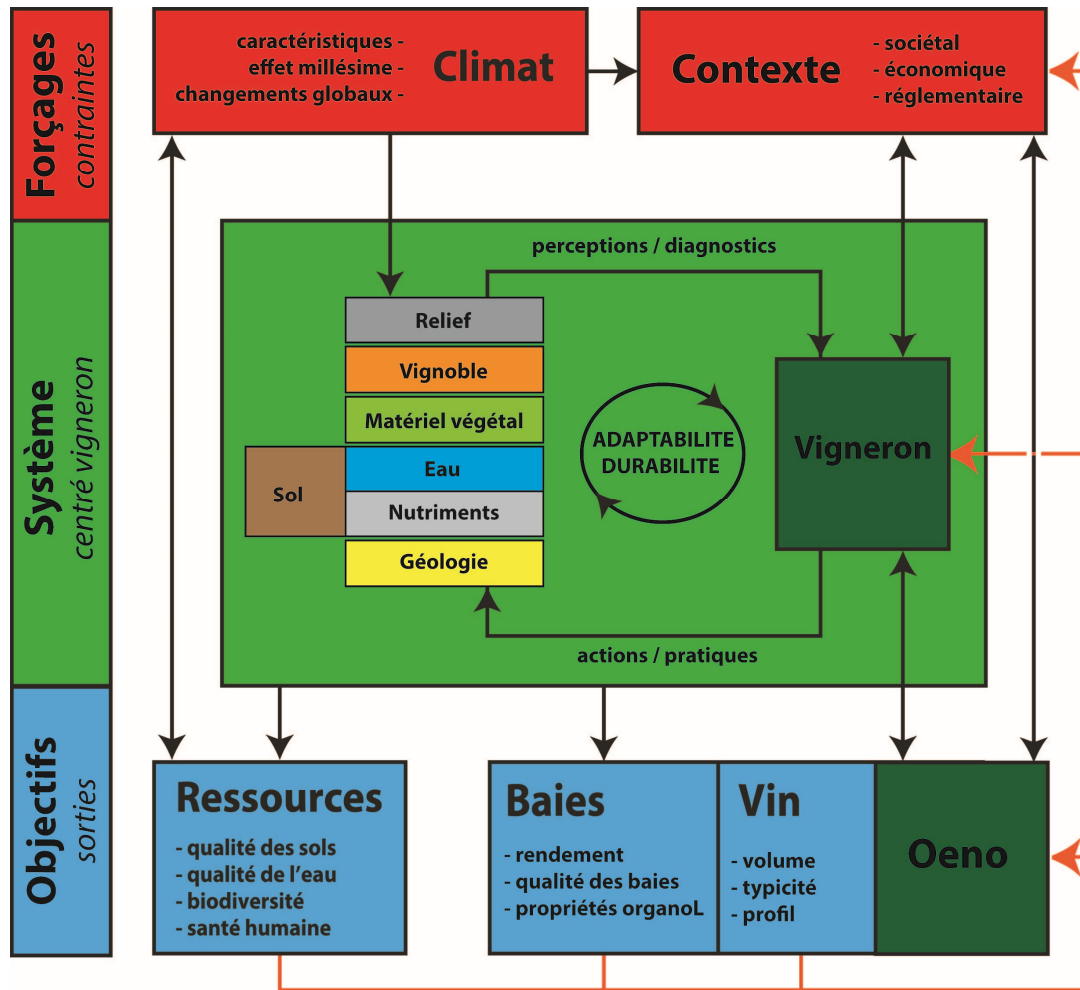 Forçages
contraintes
caractéristiques -
effet millésime -
changements globaux -
Climat
Contexte
- sociétal
- économique
- réglementaire
Système
centré vigneron
perceptions / diagnostics
Relief
Vignoble
Matériel végétal
Sol
Eau
Nutriments
Géologie
ADAPTABILITE
DURABILITE
Vigneron
actions / pratiques
Objectifs
sorties
Ressources
- qualité des sols
- qualité de l'eau
- biodiversité
- santé humaine
Baies
- rendement
- qualité des baies
- propriétés organoL
Vin
- volume
- typicité
- profil
Oeno